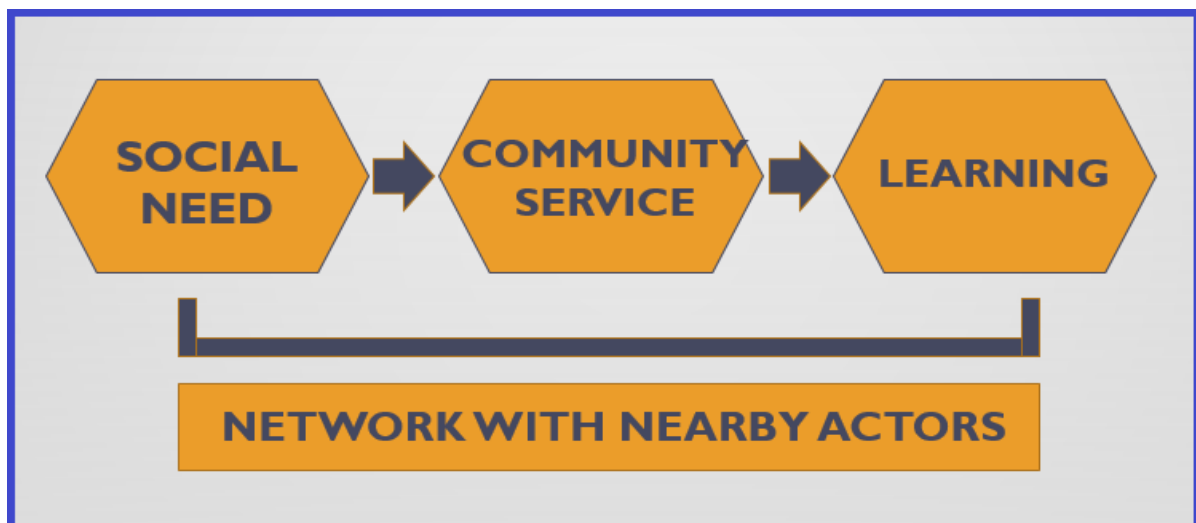 SOCIAL
NEED
COMMUNITY
SERVICE
LEARNING
NETWORK WITH NEARBY ACTORS